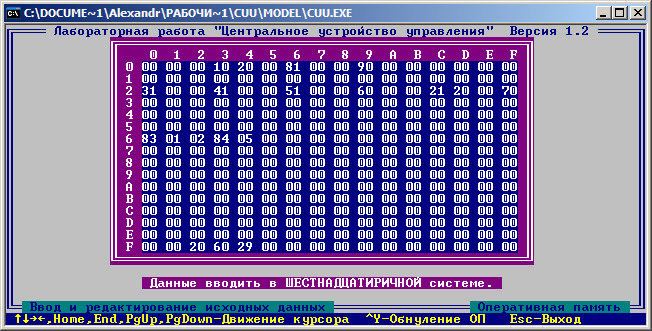 C:\DOCUME~1\Alexandr\РАБОЧИ~1\CUU\MODEL\CUU.EXE
Лабораторная работа "Центральное устройство управления" Версия 1.2
0 1 2 3 4 5 6 7 8 9 A B C D E F
0 00 00 00 10 20 00 81 00 00 90 00 00 00 00 00 00
1 00 00 00 00 00 00 00 00 00 00 00 00 00 00 00 00
2 31 00 00 41 00 00 51 00 00 60 00 00 21 20 00 70
3 00 00 00 00 00 00 00 00 00 00 00 00 00 00 00 00
4 00 00 00 00 00 00 00 00 00 00 00 00 00 00 00 00
5 00 00 00 00 00 00 00 00 00 00 00 00 00 00 00 00
6 83 01 02 84 05 00 00 00 00 00 00 00 00 00 00 00
7 00 00 00 00 00 00 00 00 00 00 00 00 00 00 00 00
8 00 00 00 00 00 00 00 00 00 00 00 00 00 00 00 00
9 00 00 00 00 00 00 00 00 00 00 00 00 00 00 00 00
A 00 00 00 00 00 00 00 00 00 00 00 00 00 00 00 00
B 00 00 00 00 00 00 00 00 00 00 00 00 00 00 00 00
C 00 00 00 00 00 00 00 00 00 00 00 00 00 00 00 00
D 00 00 00 00 00 00 00 00 00 00 00 00 00 00 00 00
E 00 00 00 00 00 00 00 00 00 00 00 00 00 00 00 00
F 00 00 20 60 29 00 00 00 00 00 00 00 00 00 00 00
Данные вводить в ШЕСТНАДЦАТИРИЧНОЙ системе.
Ввод и редактирование исходных данных Оперативная память
↑↓→←,Home,End,PgUp,PgDown-Движение курсора ^Y-Обнуление ОП Esc-Выход